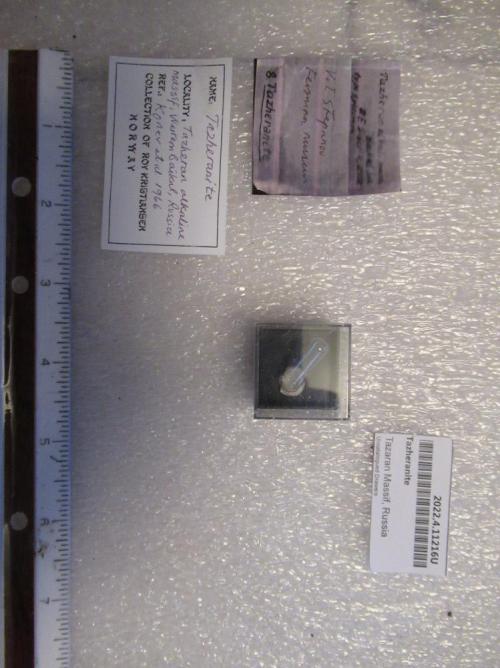 NAME, Tazheranite
LOCALITY, Tazheran alkaline
massif, Western Baikal, Russia
REF.: Konev et al 1966
COLLECTION OF ROY KRISTIANSEN
NORWAY
Tazheranite
V.I. Stepanov
Fersman museum
8 Tazheranite
2022.4.11216U
Tazheranite
Tazaran Massif, Russia
2
3
4
5
6
7